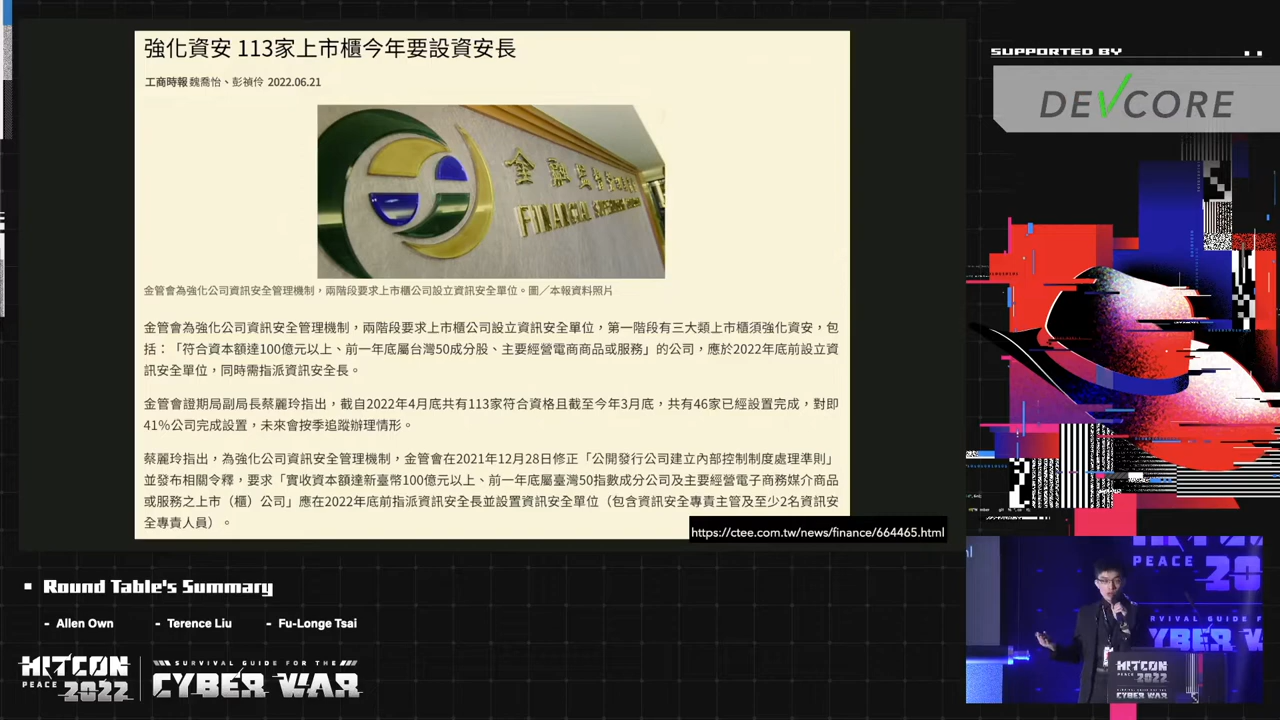 強化資安 113家上市櫃今年要設資安長
工商時報 魏喬怡、彭禎伶 2022.06.21
金融監督管理
FINANCIAL SUPERVISORY
金管會為強化公司資訊安全管理機制，兩階段要求上市櫃公司設立資訊安全單位。圖／本報資料照片
金管會為強化公司資訊安全管理機制，兩階段要求上市櫃公司設立資訊安全單位，第一階段有三大類上市櫃須強化資安，包
括：「符合資本額達100億元以上、前一年底屬台灣50成分股、主要經營電商商品或服務」的公司，應於2022年底前設立資
訊安全單位，同時需指派資訊安全長。
金管會證期局副局長蔡麗玲指出，截自2022年4月底共有113家符合資格且截至今年3月底，共有46家已經設置完成，對即
41%公司完成設置，未來會按季追蹤辦理情形。
蔡麗玲指出，為強化公司資訊安全管理機制，金管會在2021年12月28日修正「公開發行公司建立內部控制制度處理準則」
並發布相關令釋，要求「實收資本額達新臺幣100億元以上、前一年底屬臺灣50指數成分公司及主要經營電子商務媒介商品
或服務之上市（櫃）公司」應在2022年底前指派資訊安全長並設置資訊安全單位（包含資訊安全專責主管及至少2名資訊安
全專責人員）。
https://ctee.com.tw/news/finance/664465.html
SUPPORTED BY
DEVCORE
Round Table's Summary
- Allen Own - Terence Liu - Fu-Longe Tsai
HITCON
PEACE 2022
SURVIVAL GUIDE FOR THE
CYBER WAR
HITCON
PEACE 20
RVIVAL GUIDE FOR
CYBER W
HITCON
PEACE 2022
CYBER WAR